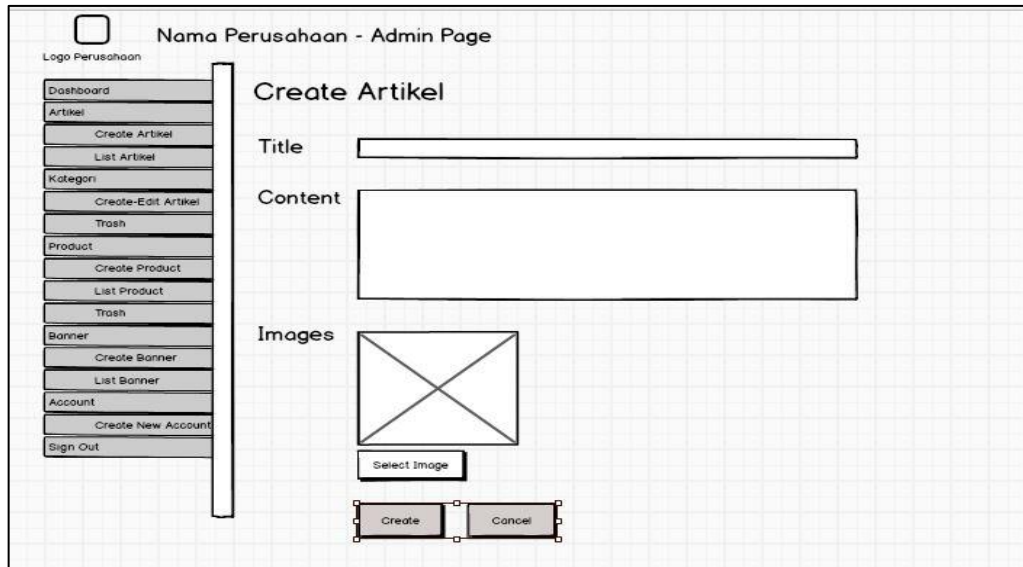 Nama Perusahaan - Admin Page
Logo Perusahaan
Dashboard
Artikel
Create Artikel
List Artikel
Kategori
Create-Edit Artikel
Trash
Product
Create Product
List Product
Trash
Banner
Create Banner
List Banner
Account
Create New Account
Sign Out
Create Artikel
Title
Content
Images
Select Image
Create
Cancel